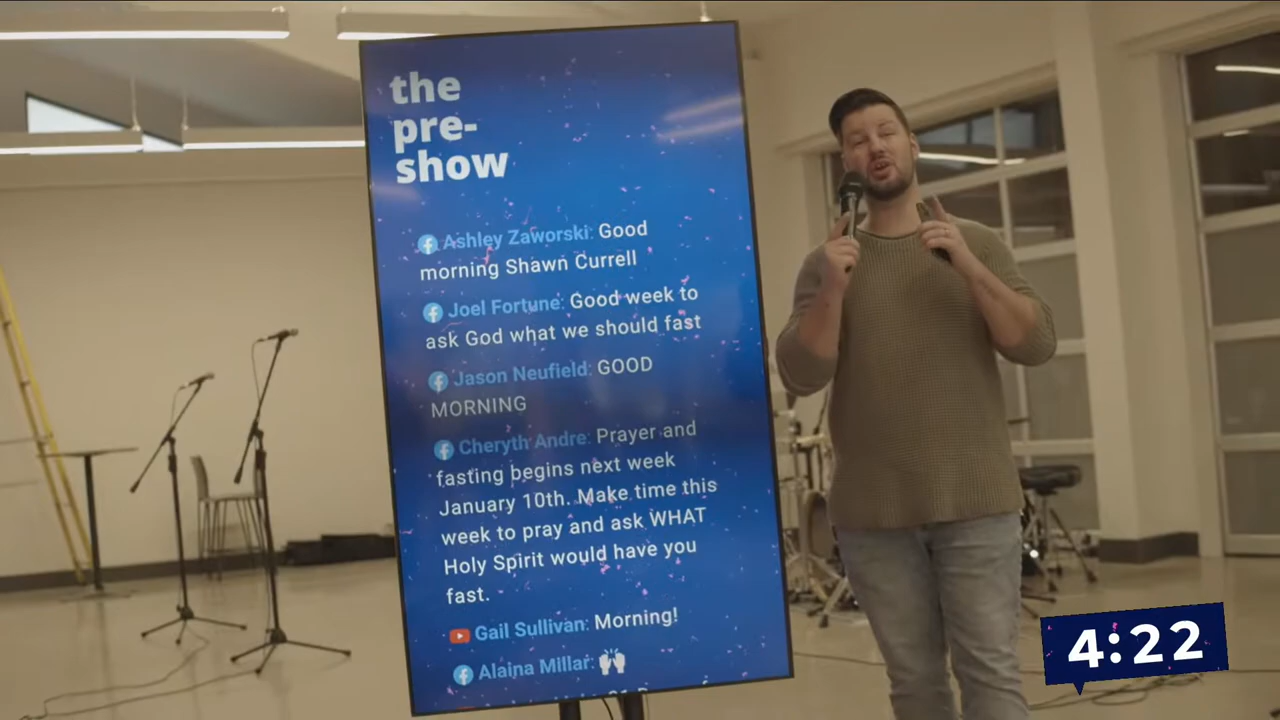 the
pre-
show
Ashley Zaworski: Good
morning Shawn Currell
Joel Fortune: Good week to
ask God what we should fast
Jason Neufield: GOOD
MORNING
Cheryth Andre: Prayer and
fasting begins next week
January 10th. Make time this
week to pray and ask WHAT
Holy Spirit would have you
fast.
Gail Sullivan: Morning!
Alaina Millar: 🙌
4:22